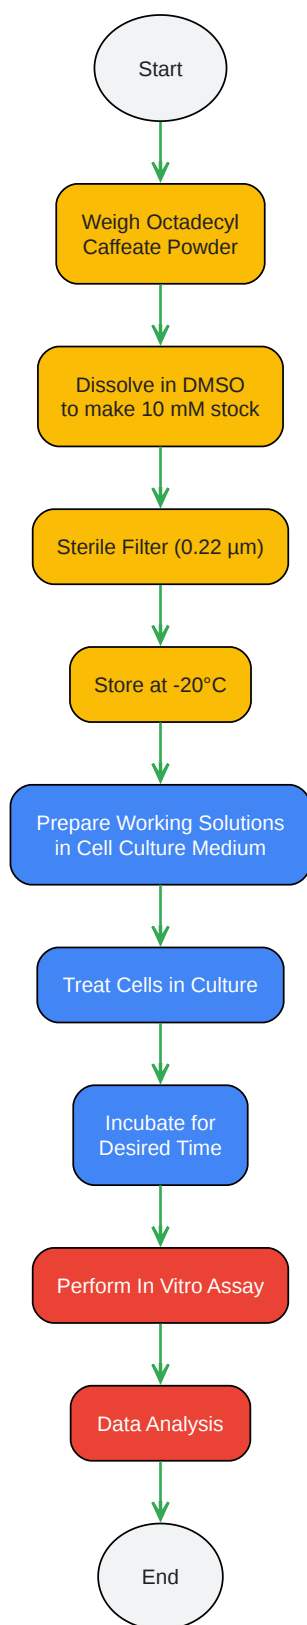 Start
Weigh Octadecyl
Caffeate Powder
Dissolve in DMSO
to make 10 mM stock
Sterile Filter (0.22 µm)
Store at -20°C
Prepare Working Solutions
in Cell Culture Medium
Treat Cells in Culture
Incubate for
Desired Time
Perform In Vitro Assay
Data Analysis
End